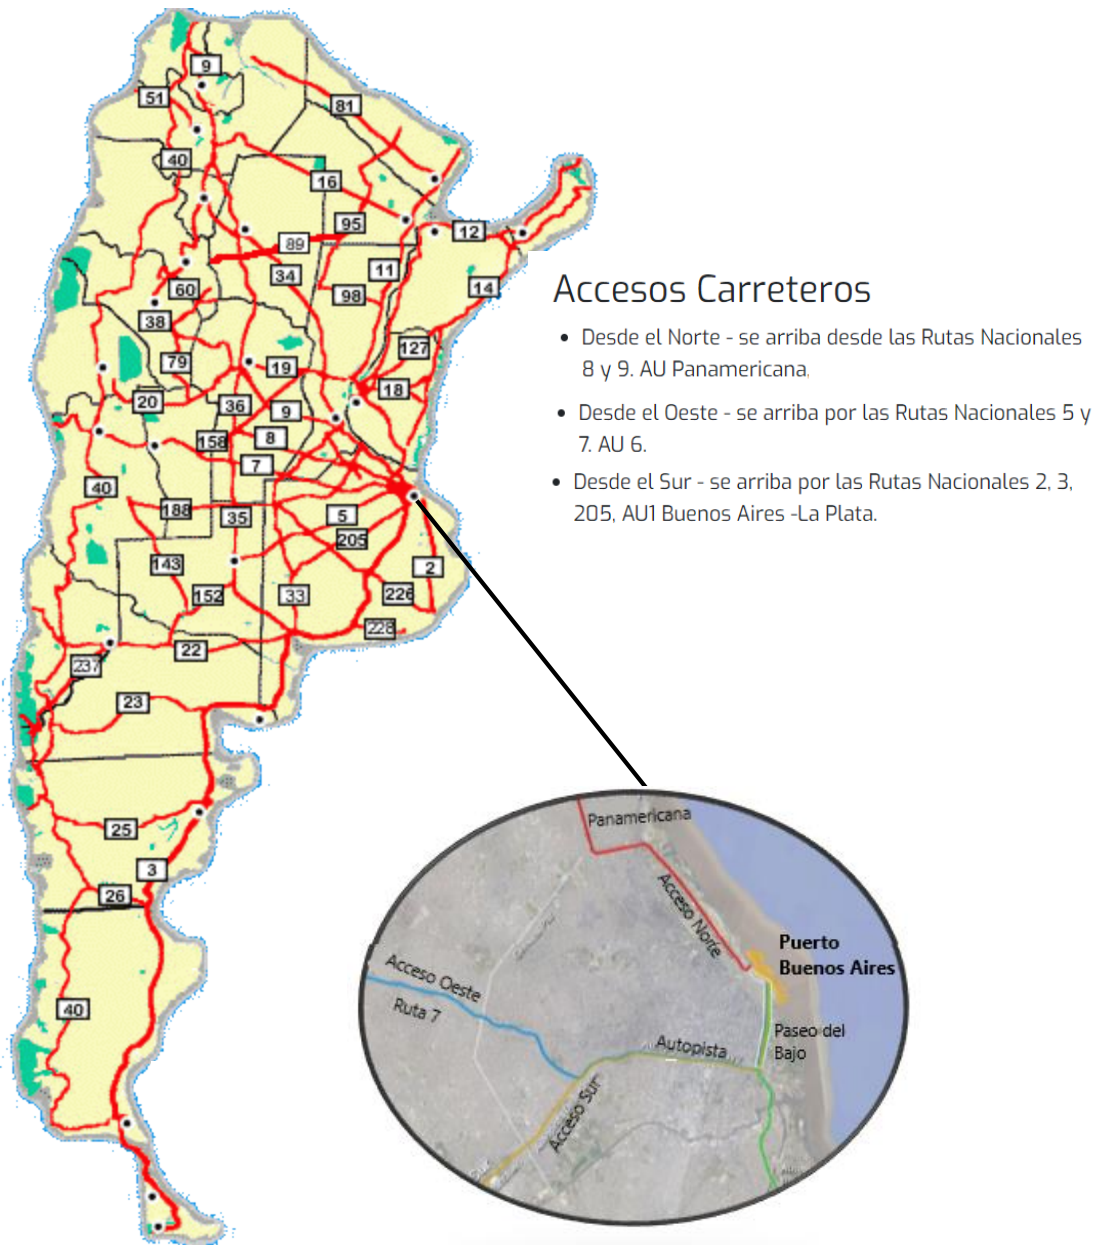 9
51
81
40
16
95
12
89
34
11
14
60
98
38
127
79
19
18
20
36
9
158
8
7
40
188
35
5
205
143
2
152
33
226
228
22
237
23
25
3
26
40
Accesos Carreteros
• Desde el Norte - se arriba desde las Rutas Nacionales
8 y 9. AU Panamericana.
• Desde el Oeste - se arriba por las Rutas Nacionales 5 y
7. AU 6.
• Desde el Sur - se arriba por las Rutas Nacionales 2, 3,
205, AU1 Buenos Aires -La Plata.
Panamericana
Acceso Norte
Puerto
Buenos Aires
Acceso Oeste
Ruta 7
Autopista
Paseo del
Bajo
Acceso Sur